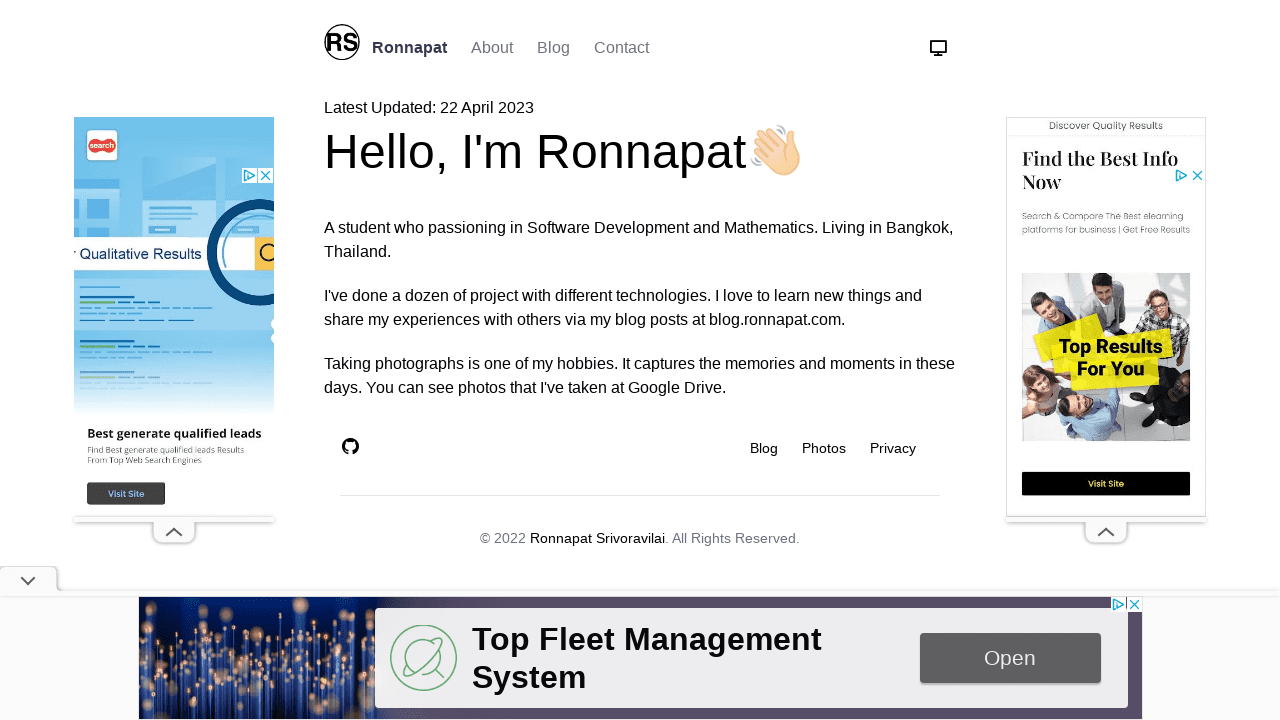 RS
Ronnapat About Blog Contact
Latest Updated: 22 April 2023
Hello, I'm Ronnapat
A student who passioning in Software Development and Mathematics. Living in Bangkok,
Thailand.
I've done a dozen of project with different technologies. I love to learn new things and
share my experiences with others via my blog posts at blog.ronnapat.com.
Taking photographs is one of my hobbies. It captures the memories and moments in these
days. You can see photos that I've taken at Google Drive.
Blog Photos Privacy
© 2022 Ronnapat Srivoravilai. All Rights Reserved.
search
Qualitative Results
Best generate qualified leads
Find Best generate qualified leads Results
From Top Web Search Engines
Visit Site
Discover Quality Results
Find the Best Info
Now
Search & Compare The Best elearning
platforms for business | Get Free Results
Top Results
For You
Visit Site
Top Fleet Management
System
Open